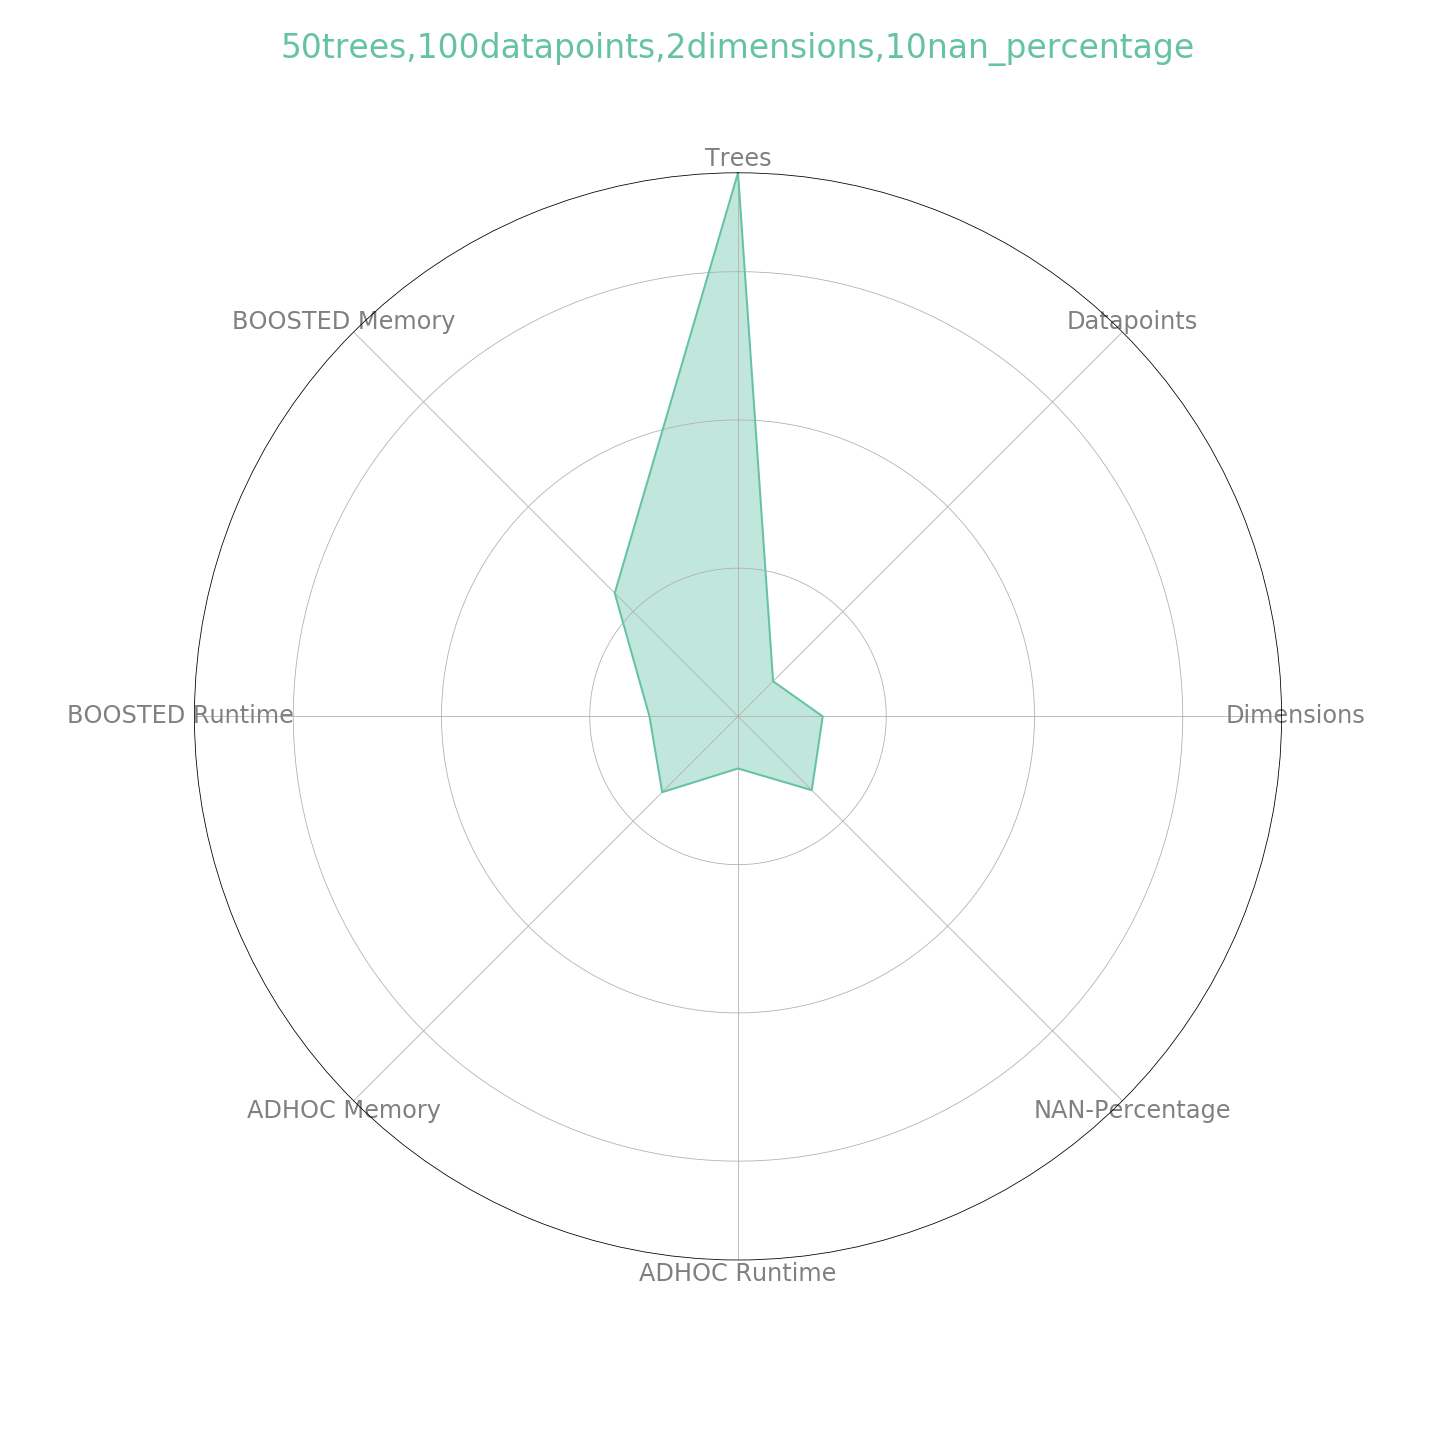 50trees,100datapoints,2dimensions,10nan_percentage
Trees
BOOSTED Memory
Datapoints
BOOSTED Runtime
Dimensions
ADHOC Memory
NAN-Percentage
ADHOC Runtime